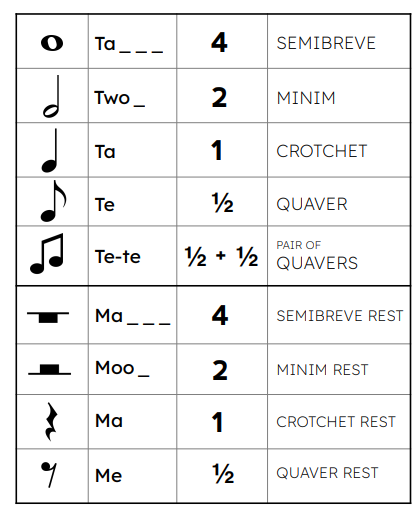 Ta _ _ _ 4 SEMIBREVE
Two _ 2 MINIM
Ta 1 CROTCHET
Te ½ QUAVER
Te-te ½ + ½ PAIR OF
QUAVERS
Ma _ _ _ 4 SEMIBREVE REST
Moo _ 2 MINIM REST
Ma 1 CROTCHET REST
Me ½ QUAVER REST